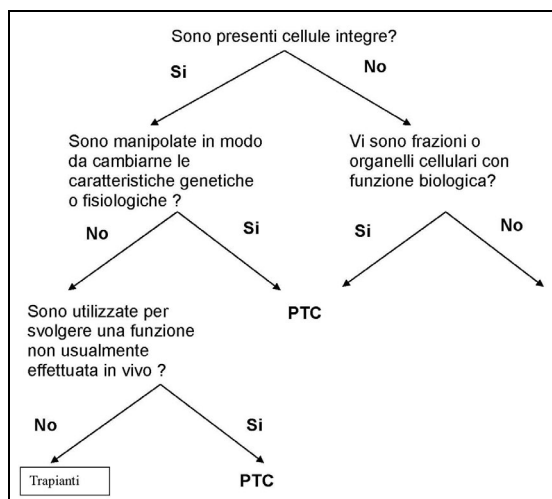 Sono presenti cellule integre?
Si
No
Sono manipolate in modo
da cambiarne le
caratteristiche genetiche
o fisiologiche ?
Vi sono frazioni o
organelli cellulari con
funzione biologica?
No
Si
Si
No
Sono utilizzate per
svolgere una funzione
non usualmente
effettuata in vivo ?
PTC
No
Si
Trapianti
PTC